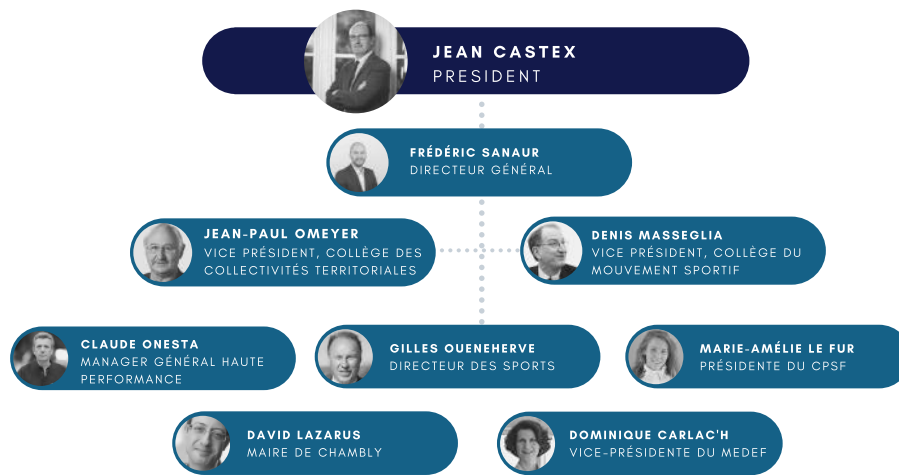 JEAN CASTEX
PRESIDENT
FRÉDÉRIC SANAUR
DIRECTEUR GÉNÉRAL
JEAN-PAUL OMEYER
VICE PRÉSIDENT, COLLÈGE DES
COLLECTIVITÉS TERRITORIALES
DENIS MASSEGLIA
VICE PRÉSIDENT, COLLÈGE DU
MOUVEMENT SPORTIF
CLAUDE ONESTA
MANAGER GÉNÉRAL HAUTE
PERFORMANCE
GILLES OUENEHERVE
DIRECTEUR DES SPORTS
MARIE-AMÉLIE LE FUR
PRÉSIDENTE DU CPSF
DAVID LAZARUS
MAIRE DE CHAMBLY
DOMINIQUE CARLAC'H
VICE-PRÉSIDENTE DU MEDEF